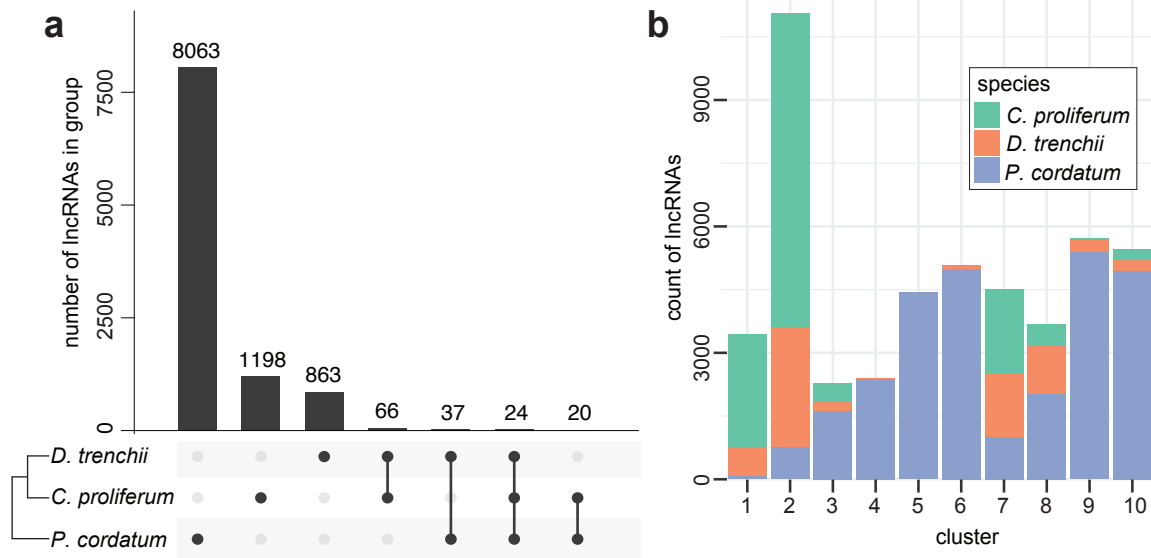 a
number of lncRNAs in group
7500
5000
2500
0
8063
1198
863
66
37
24
20
D. trenchii
C. proliferum
P. cordatum
b
count of lncRNAs
9000
6000
3000
0
species
C. proliferum
D. trenchii
P. cordatum
1 2 3 4 5 6 7 8 9 10
cluster